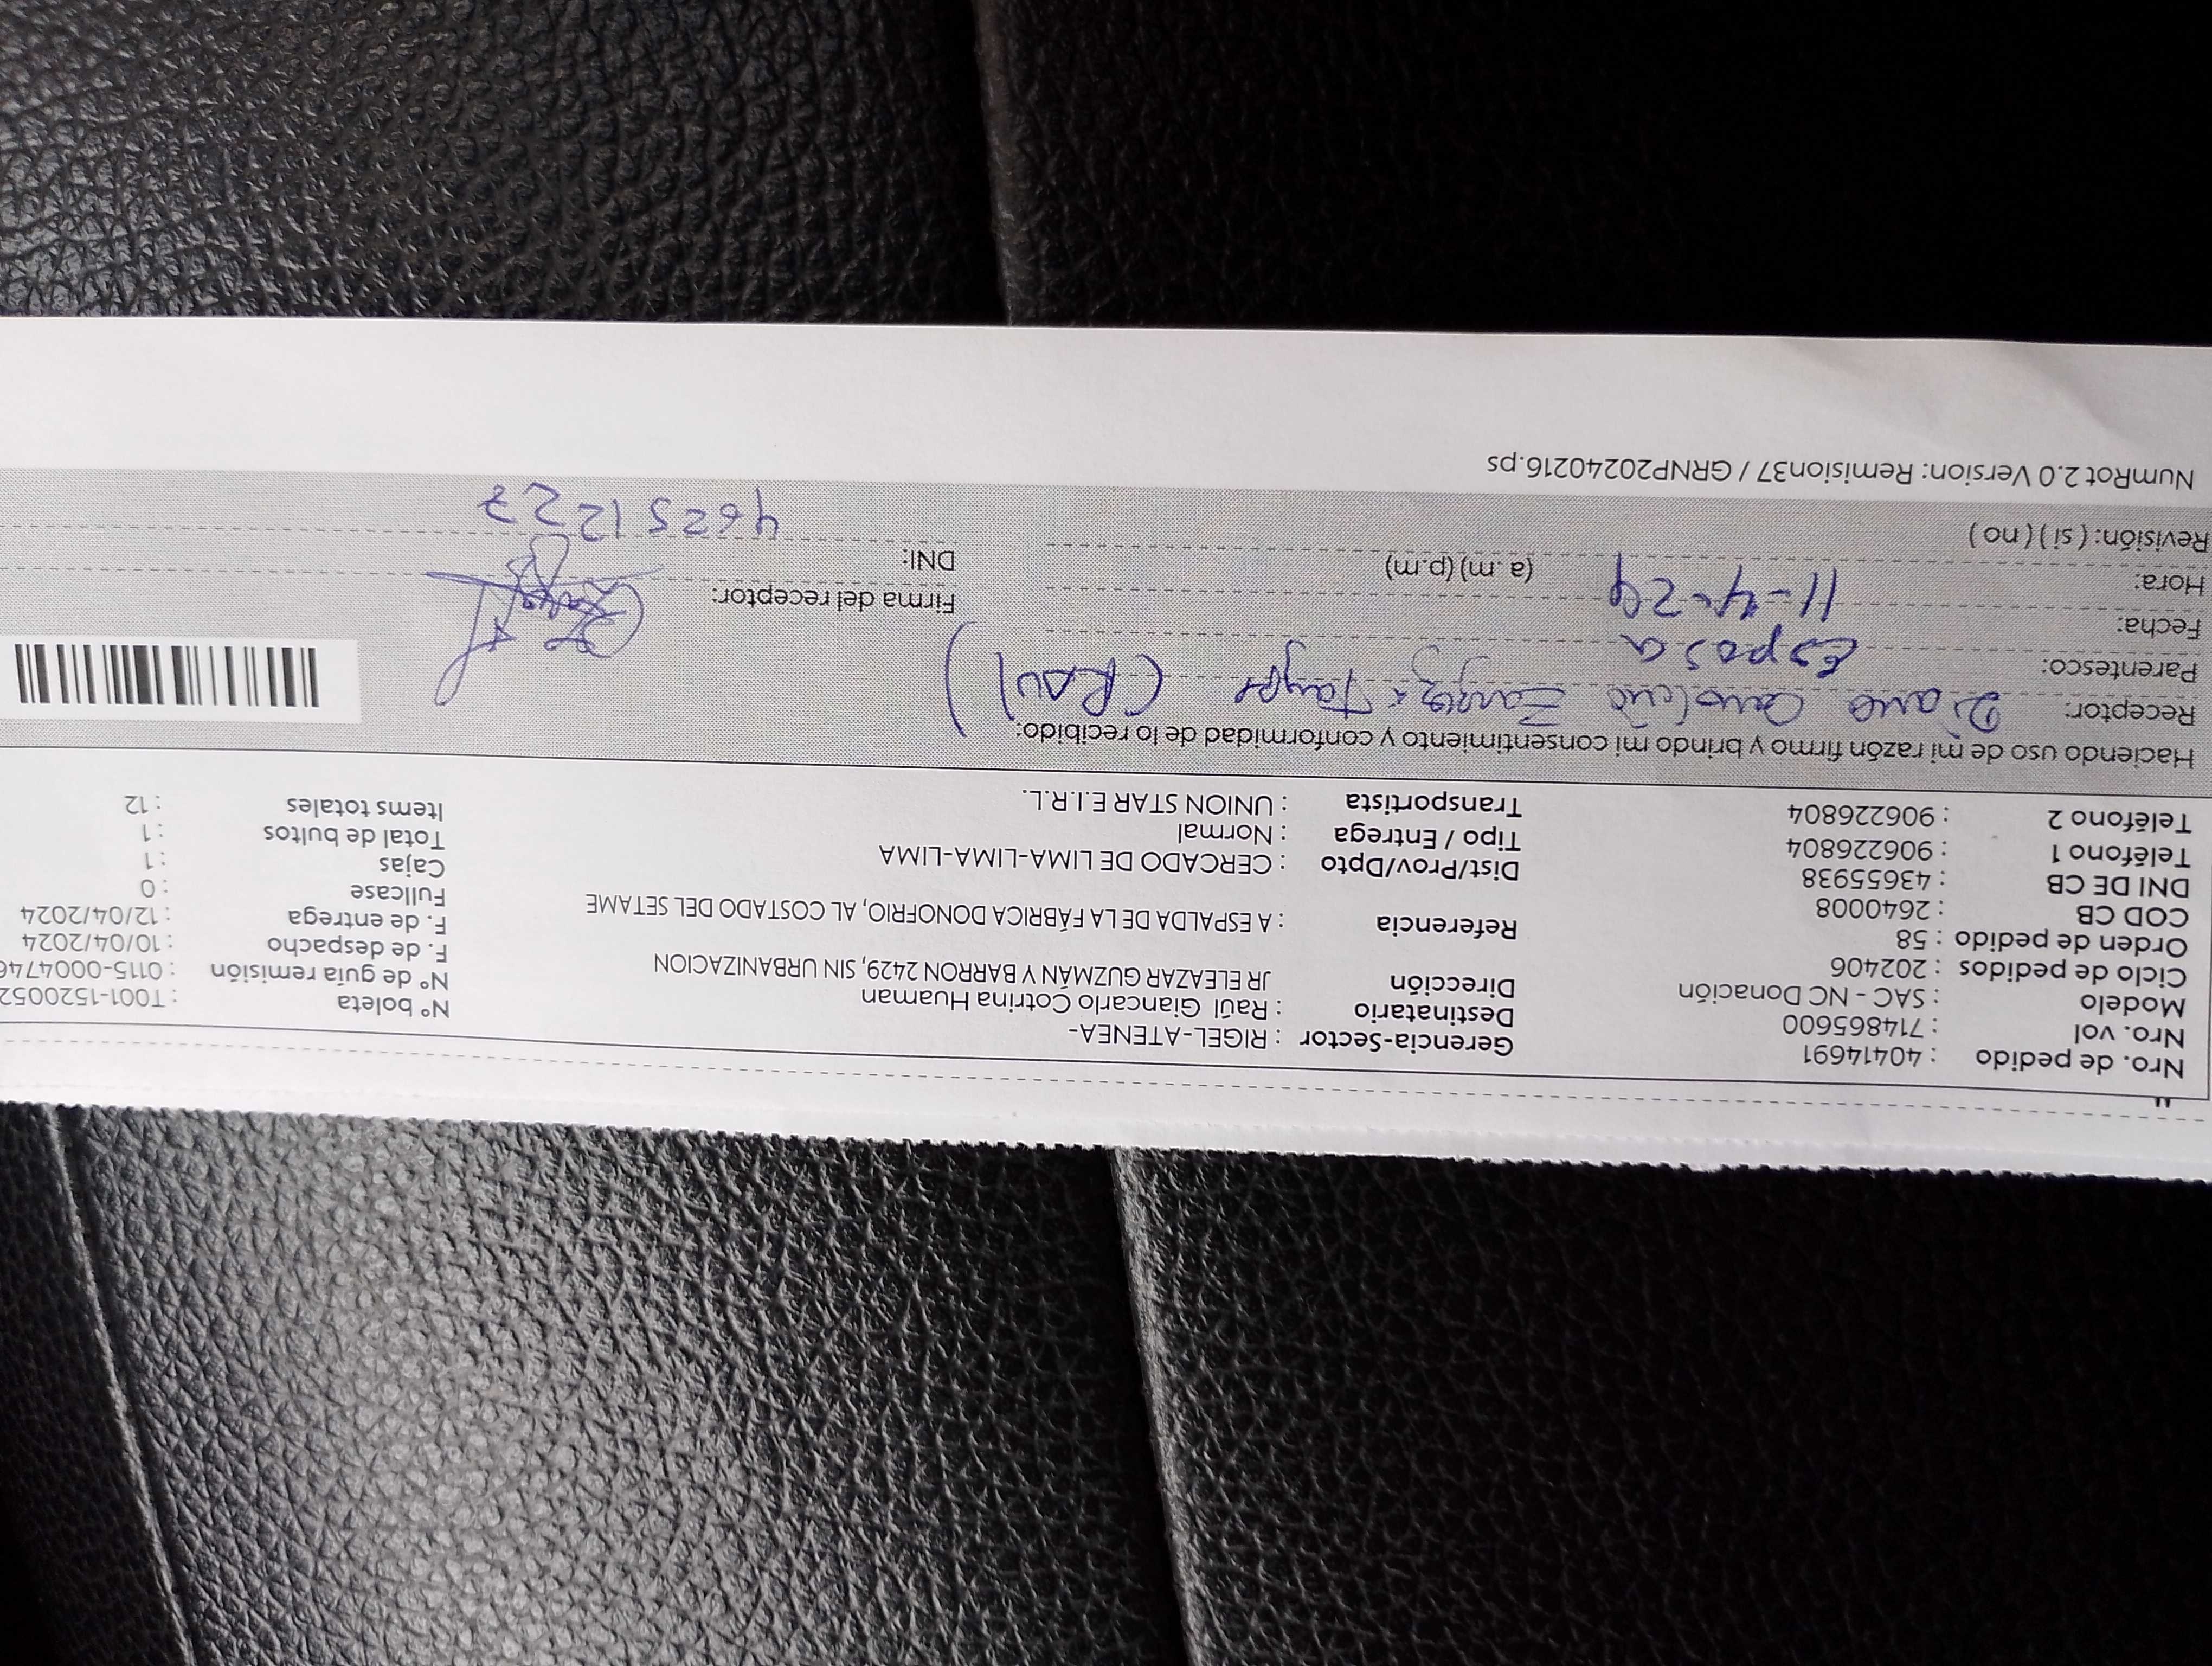 Nro. de pedido : 40414691 Gerencia-Sector : RIGEL-ATENEA- Nº boleta : T001-1520052
Nro. vol : 714865600 Destinatario : Raúl Giancarlo Cotrina Huaman Nº de guía remisión : 0115-0004746
Modelo : SAC - NC Donación Dirección JR ELEAZAR GUZMÁN Y BARRON 2429, SIN URBANIZACION F. de despacho : 10/04/2024
Ciclo de pedidos : 202406 F. de entrega : 12/04/2024
Orden de pedido : 58 Referencia : A ESPALDA DE LA FÁBRICA DONOFRIO, AL COSTADO DEL SETAME Fullcase : 0
COD CB : 2640008 Cajas : 1
DNI DE CB : 43655938 Dist/Prov/Dpto : CERCADO DE LIMA-LIMA-LIMA Total de bultos : 1
Teléfono 1 : 906226804 Tipo / Entrega : Normal Items totales : 12
Teléfono 2 : 906226804 Transportista : UNION STAR E.I.R.L.
Haciendo uso de mi razón firmo y brindo mi consentimiento y conformidad de lo recibido:
Receptor: (RAUL)
Parentesco: Esposa
Fecha: 11-4-24 Firma del receptor:
Hora: (a .m) (p.m) DNI: 46251227
Revisión: ( si ) ( no )
NumRot 2.0 Version: Remision37 / GRNP20240216.ps